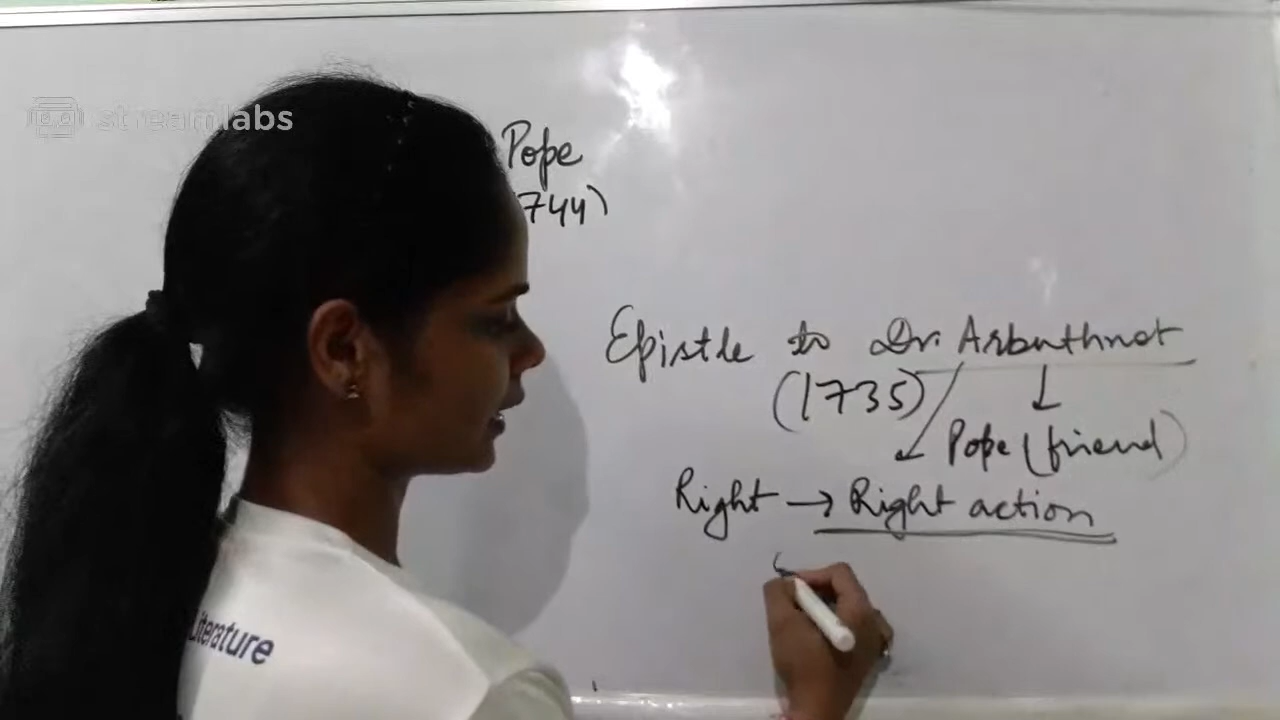 streamlabs
Pope
744)
Epistle to Dr. Arbuthnot
(1735)
Pope (friend)
Right → Right action
Literature